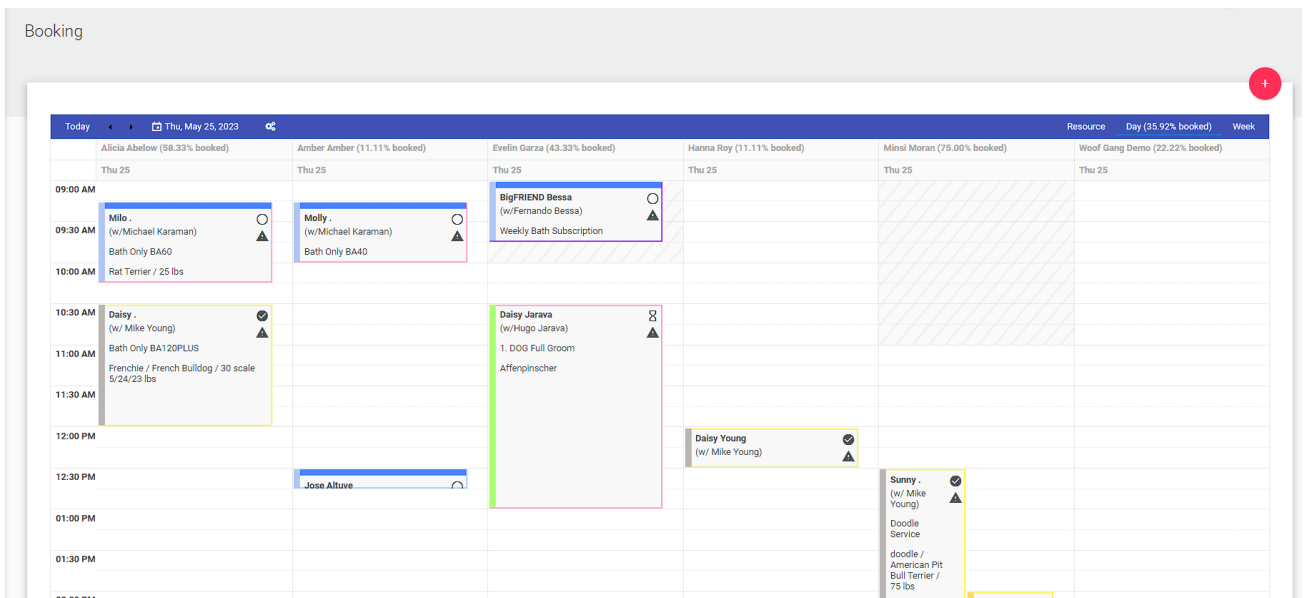 Booking
+
Today Thu, May 25, 2023 Resource Day (35.92% booked) Week
Alicia Abelow (58.33% booked) Amber Amber (11.11% booked) Evelin Garza (43.33% booked) Hanna Roy (11.11% booked) Minsi Moran (75.00% booked) Woof Gang Demo (22.22% booked)
Thu 25 Thu 25 Thu 25 Thu 25 Thu 25 Thu 25
09:00 AM
09:30 AM
10:00 AM
10:30 AM
11:00 AM
11:30 AM
12:00 PM
12:30 PM
01:00 PM
01:30 PM
Milo .
(w/Michael Karaman)
Bath Only BA60
Rat Terrier / 25 lbs
Daisy .
(w/ Mike Young)
Bath Only BA120PLUS
Frenchie / French Bulldog / 30 scale
5/24/23 lbs
Molly .
(w/Michael Karaman)
Bath Only BA40
Jose Altuve
BigFRIEND Bessa
(w/Fernando Bessa)
Weekly Bath Subscription
Daisy Jarava
(w/Hugo Jarava)
1. DOG Full Groom
Affenpinscher
Daisy Young
(w/ Mike Young)
Sunny .
(w/ Mike
Young)
Doodle
Service
doodle /
American Pit
Bull Terrier /
75 lbs